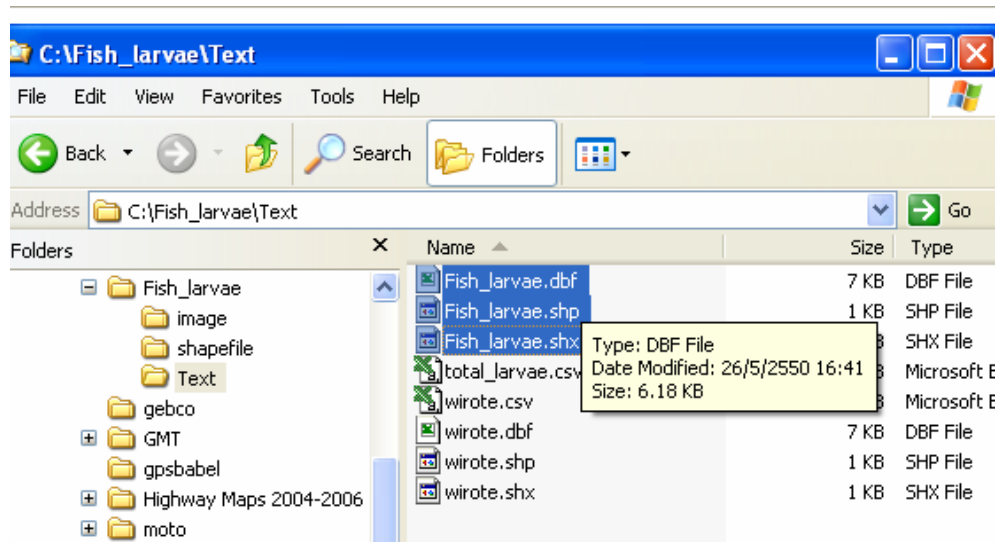 C:\Fish_larvae\Text
File Edit View Favorites Tools Help
Back Search Folders
Address C:\Fish_larvae\Text Go
Folders
Fish_larvae
image
shapefile
Text
gebco
GMT
gpsbabel
Highway Maps 2004-2006
moto
Name Size Type
Fish_larvae.dbf 7 KB DBF File
Fish_larvae.shp 1 KB SHP File
Fish_larvae.shx SHX File
total_larvae.csv Microsoft E
wirote.csv Microsoft E
wirote.dbf 7 KB DBF File
wirote.shp 1 KB SHP File
wirote.shx 1 KB SHX File
Type: DBF File
Date Modified: 26/5/2550 16:41
Size: 6.18 KB